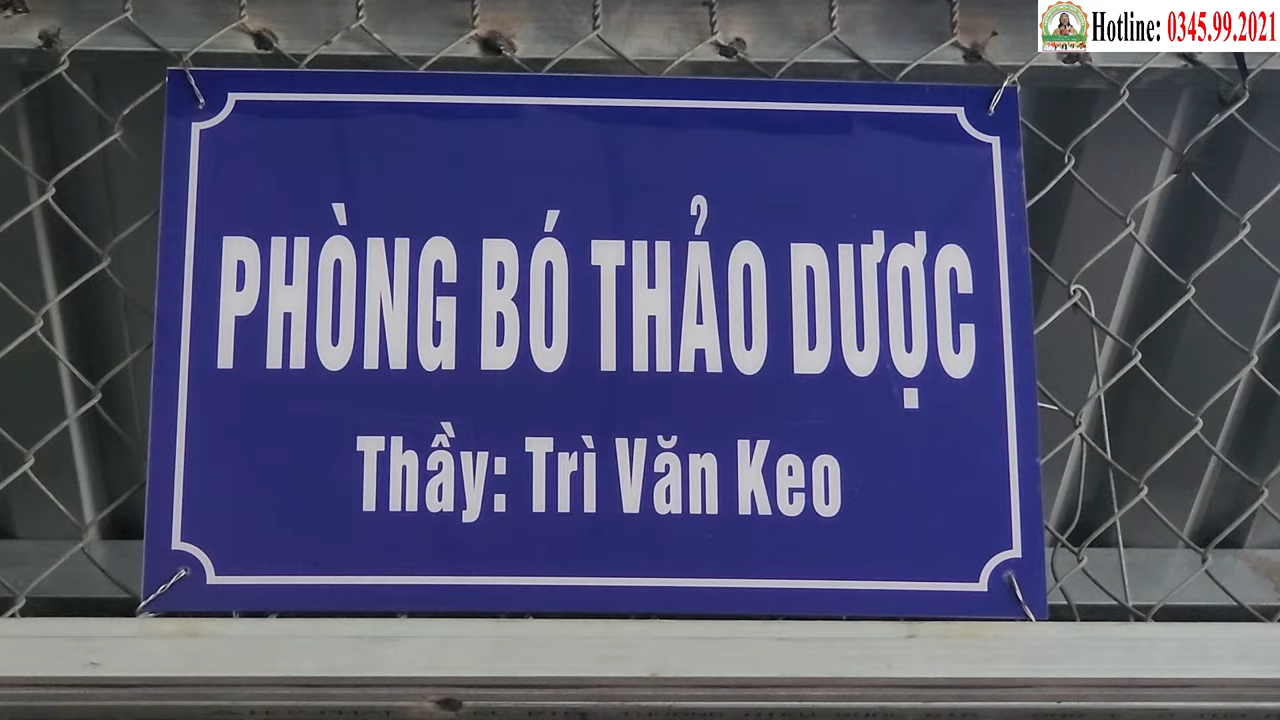 Hotline: 0345.99.2021
PHÒNG BÓ THẢO DƯỢC
Thầy: Trì Văn Keo